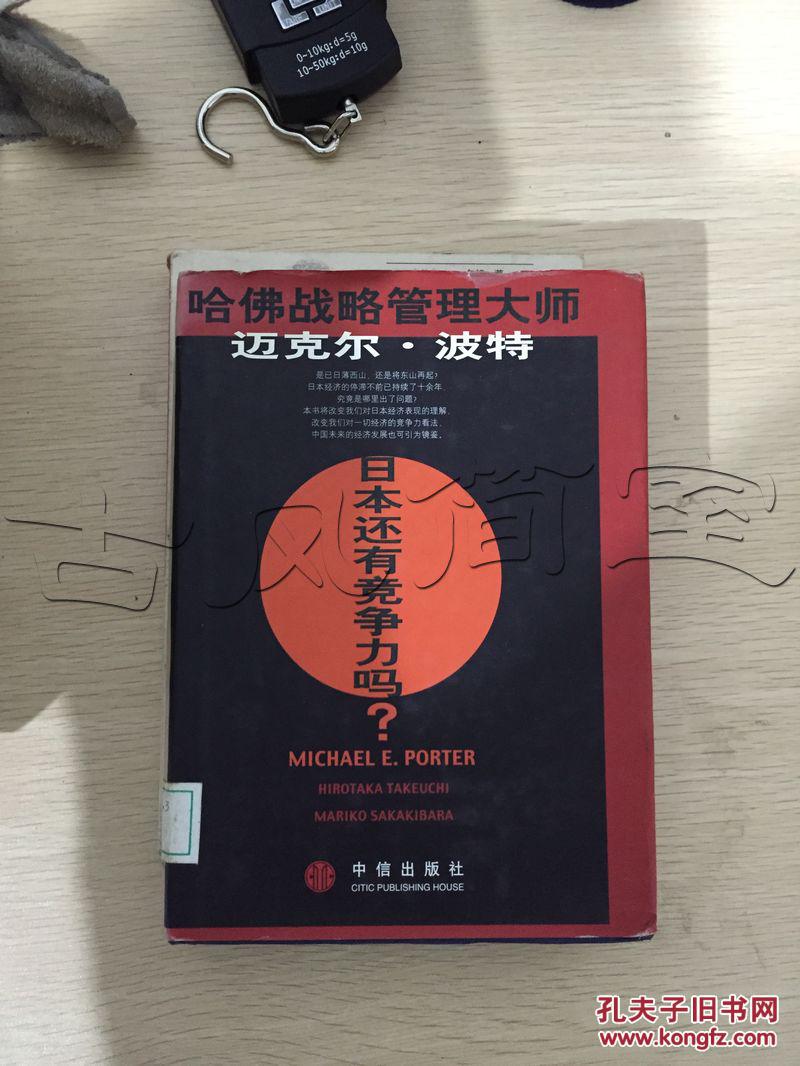 0~10kg:d=5g
10~50kg:d=10g
哈佛战略管理大师
迈克尔·波特
是已日薄西山，还是将东山再起？
日本经济的停滞不前已持续了十余年，
究竟是哪里出了问题？
本书将改变我们对日本经济表现的理解，
改变我们对一切经济的竞争力看法，
中国未来的经济发展也可引为镜鉴。
日本还有竞争力吗？
MICHAEL E. PORTER
HIROTAKA TAKEUCHI
MARIKO SAKAKIBARA
中信出版社
CITIC PUBLISHING HOUSE
古风简室
孔夫子旧书网
www.kongfz.com